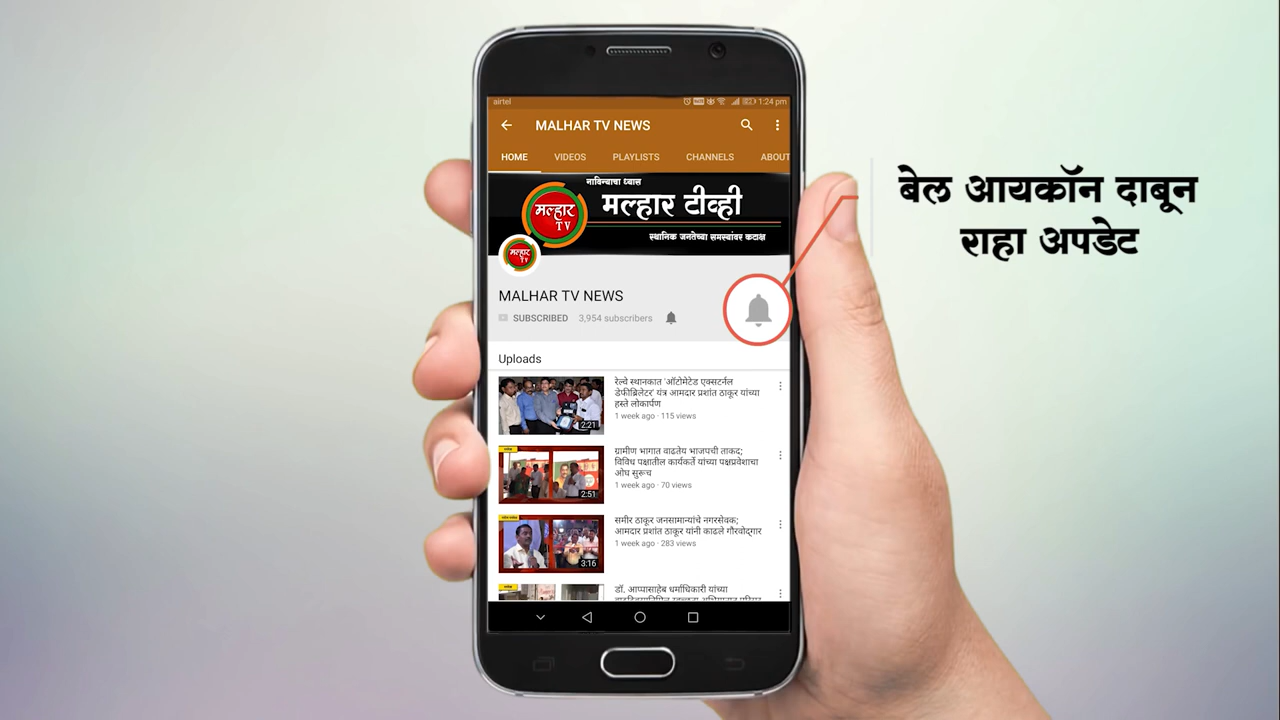 airtel
1:24 pm
MALHAR TV NEWS
HOME VIDEOS PLAYLISTS CHANNELS ABOUT
नाविन्याचा ध्यास
मल्हार टीव्ही
मल्हार
TV
स्थानिक जनतेच्या समस्यांवर कटाक्ष
मल्हार
TV
MALHAR TV NEWS
SUBSCRIBED 3,954 subscribers
बेल आयकॉन दाबून
राहा अपडेट
Uploads
रेल्वे स्थानकात 'ऑटोमेटेड एक्सटर्नल
डेफीब्रिलेटर' यंत्र आमदार प्रशांत ठाकूर यांच्या
हस्ते लोकार्पण
1 week ago · 115 views
2:21
ग्रामीण भागात वाढतेय भाजपची ताकद;
विविध पक्षातील कार्यकर्ते यांच्या पक्षप्रवेशाचा
ओघ सुरूच
1 week ago · 70 views
2:51
समीर ठाकूर जनसामान्यांचे नगरसेवक;
आमदार प्रशांत ठाकूर यांनी काढले गौरवोद्गार
1 week ago · 283 views
3:16
डॉ. आप्पासाहेब धर्माधिकारी यांच्या